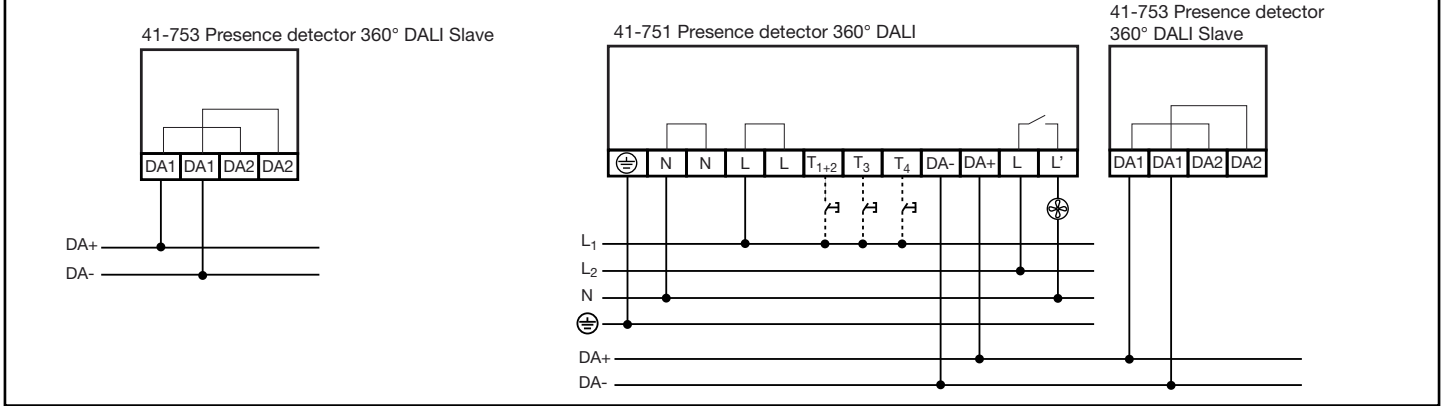 41-753 Presence detector 360° DALI Slave
DA1 DA1 DA2 DA2
DA+
DA-
41-751 Presence detector 360° DALI
N N L L T1+2 T3 T4 DA- DA+ L L’
L1
L2
N
DA+
DA-
41-753 Presence detector
360° DALI Slave
DA1 DA1 DA2 DA2